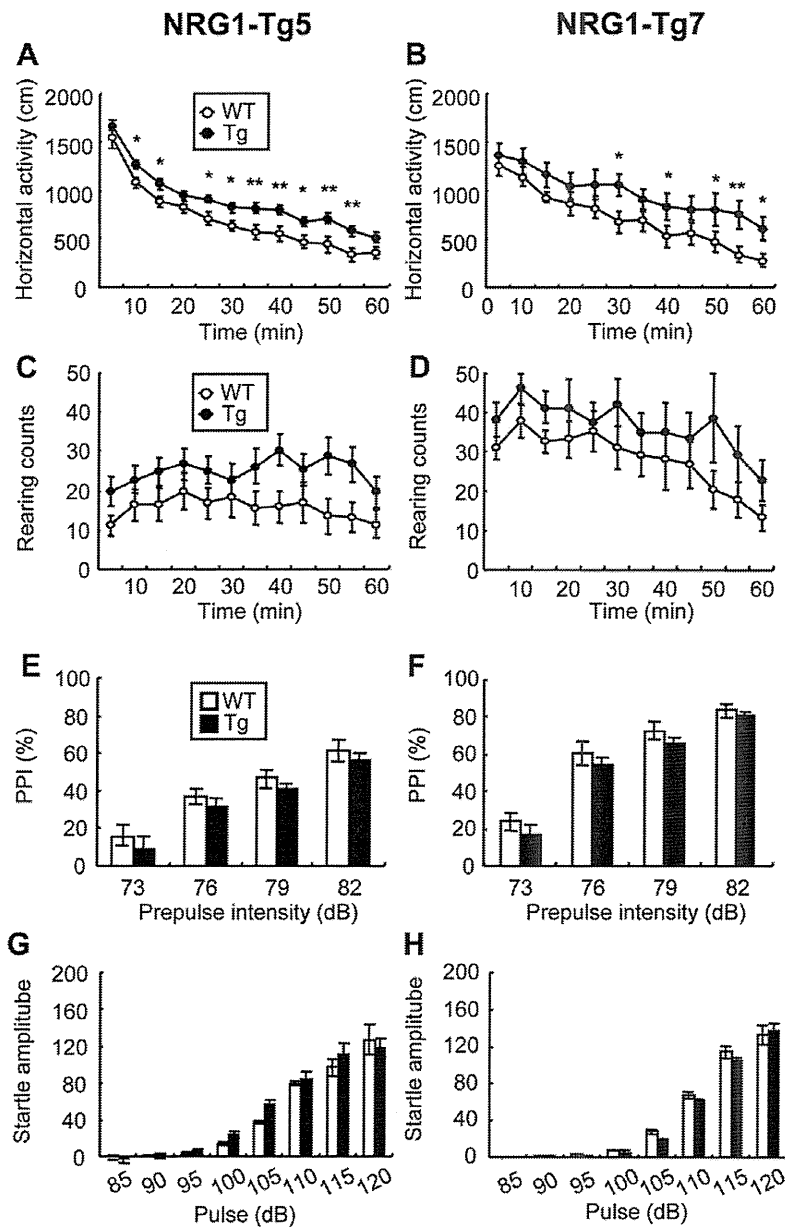 NRG1-Tg5
NRG1-Tg7
A
Horizontal activity (cm)
2000
1500
1000
500
0
WT
Tg
*
*
*
*
**
**
*
**
**
10 20 30 40 50 60
Time (min)
B
Horizontal activity (cm)
2000
1500
1000
500
0
*
*
*
**
*
0 10 20 30 40 50 60
Time (min)
C
Rearing counts
50
40
30
20
10
0
WT
Tg
10 20 30 40 50 60
Time (min)
D
Rearing counts
50
40
30
20
10
0
10 20 30 40 50 60
Time (min)
E
PPI (%)
100
80
60
40
20
0
WT
Tg
73 76 79 82
Prepulse intensity (dB)
F
PPI (%)
100
80
60
40
20
0
73 76 79 82
Prepulse intensity (dB)
G
Startle amplitube
200
160
120
80
40
0
85 90 95 100 105 110 115 120
Pulse (dB)
H
Startle amplitube
200
160
120
80
40
0
85 90 95 100 105 110 115 120
Pulse (dB)